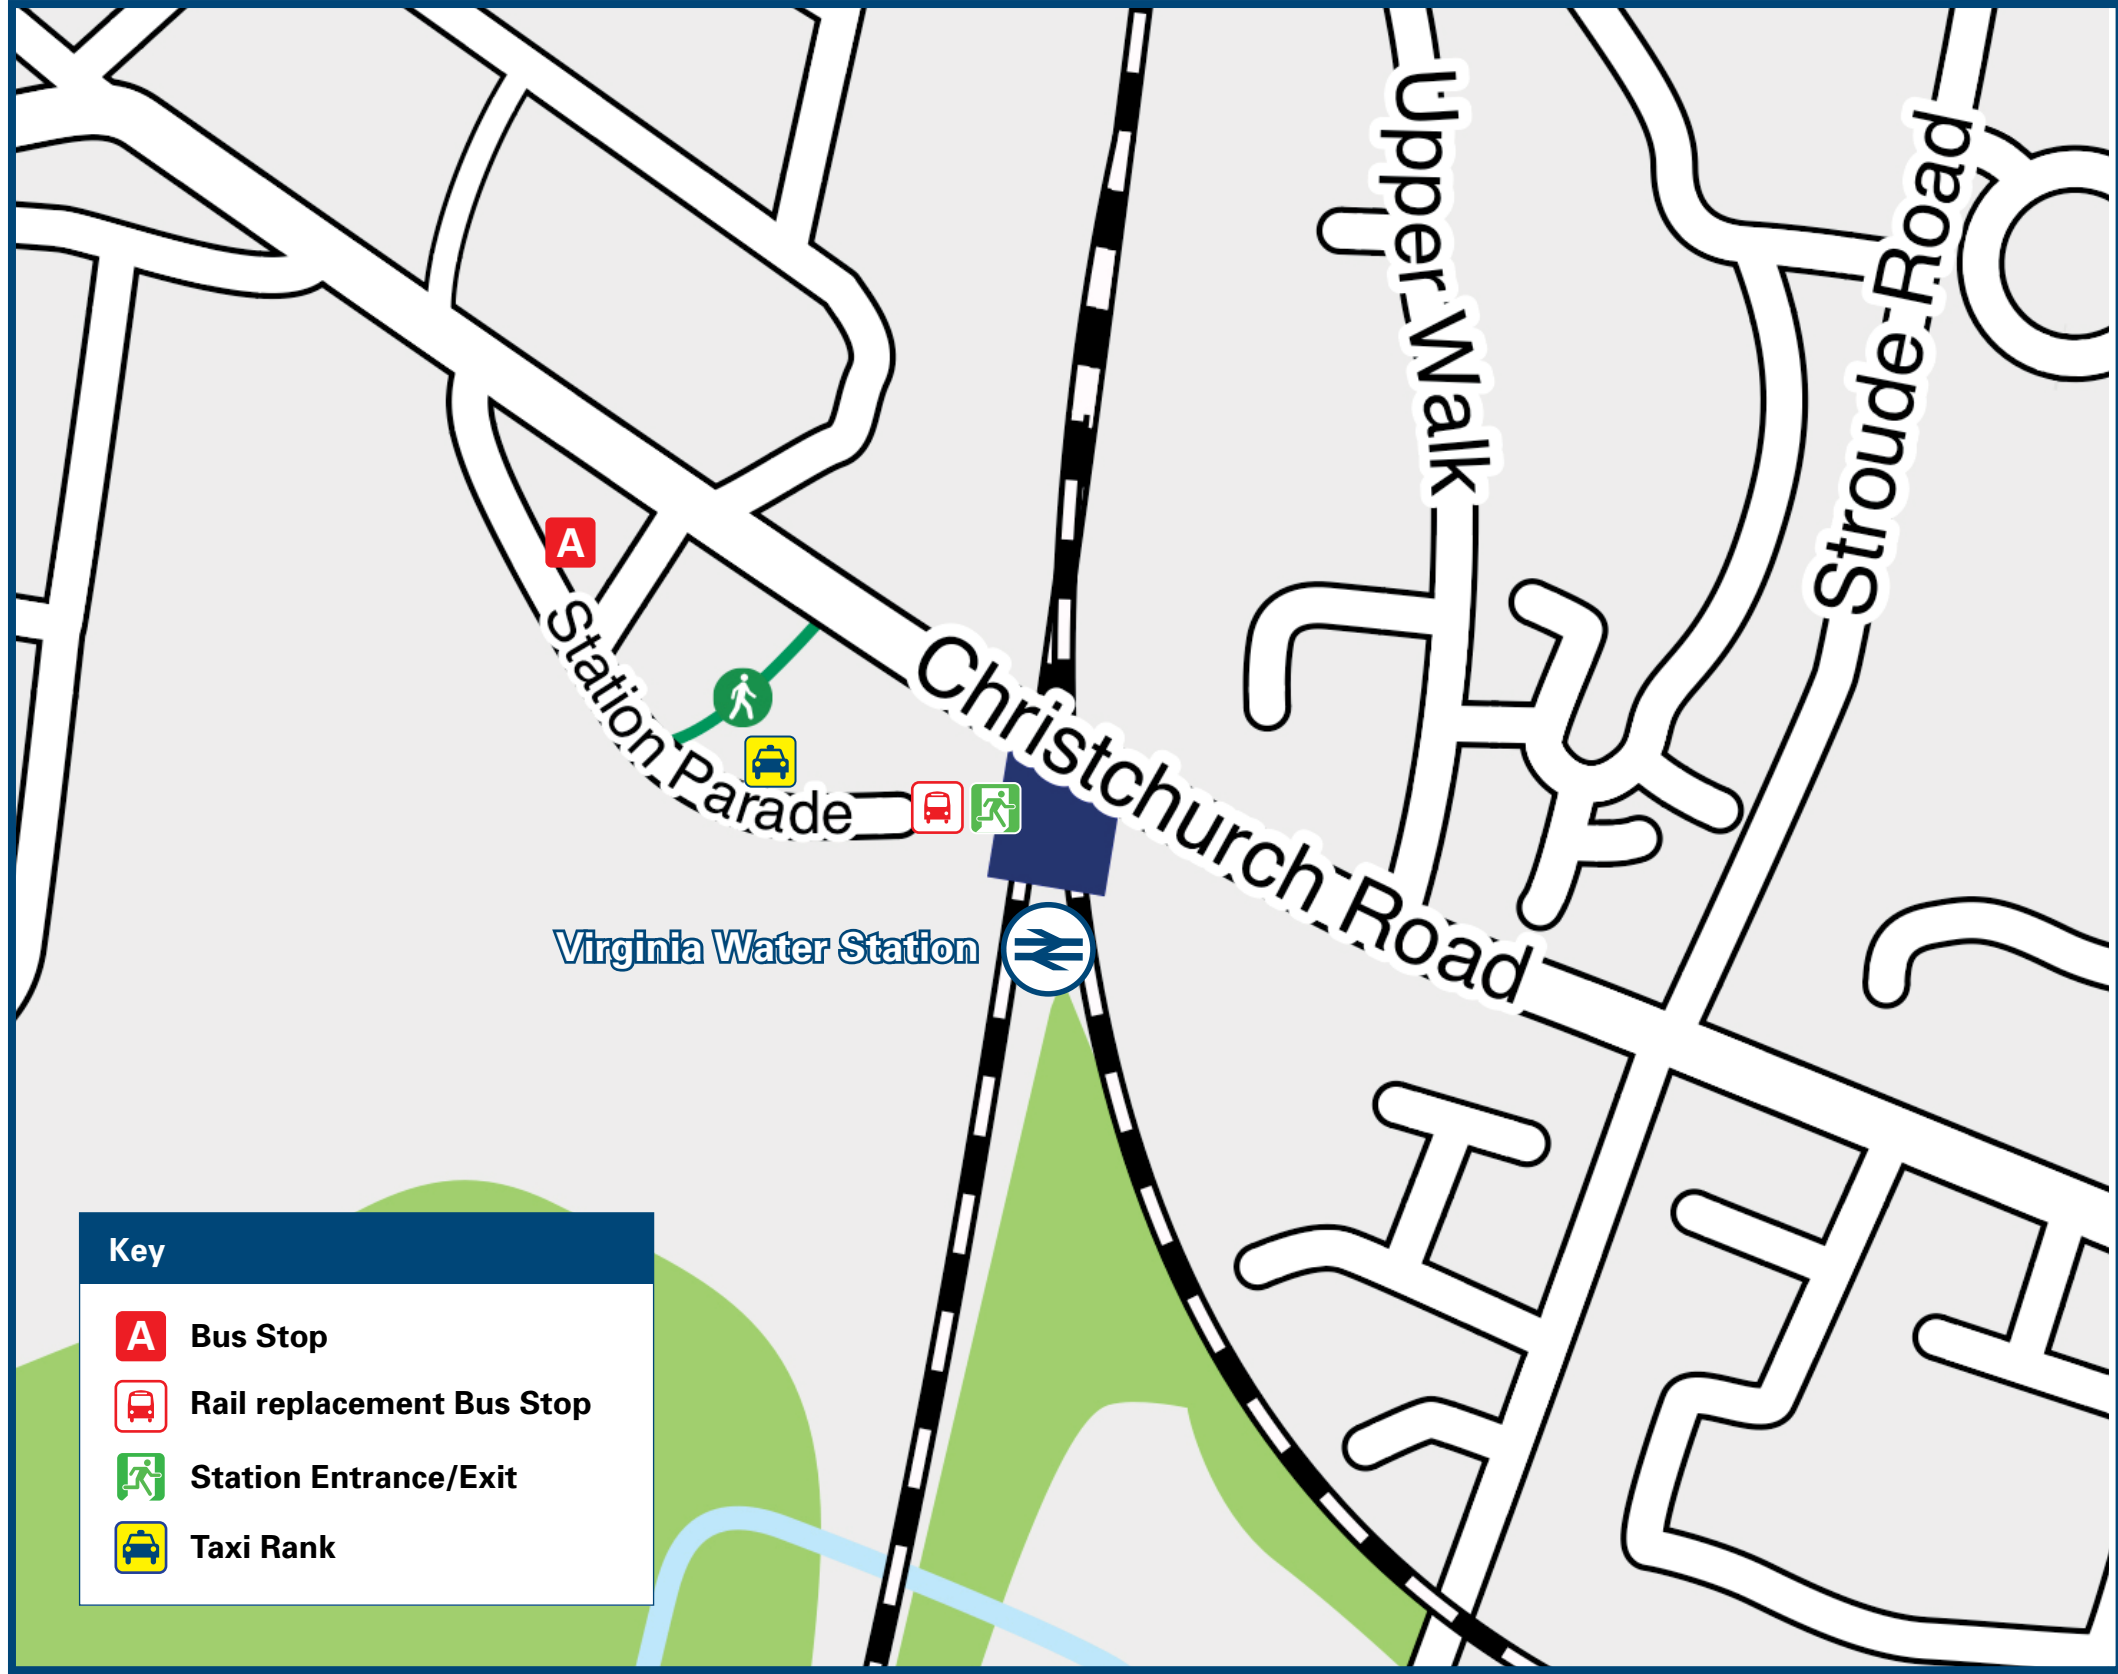 Upper Walk
Stroude Road
A
Station Parade
Christchurch Road
Virginia Water Station
Key
A Bus Stop
Rail replacement Bus Stop
Station Entrance/Exit
Taxi Rank